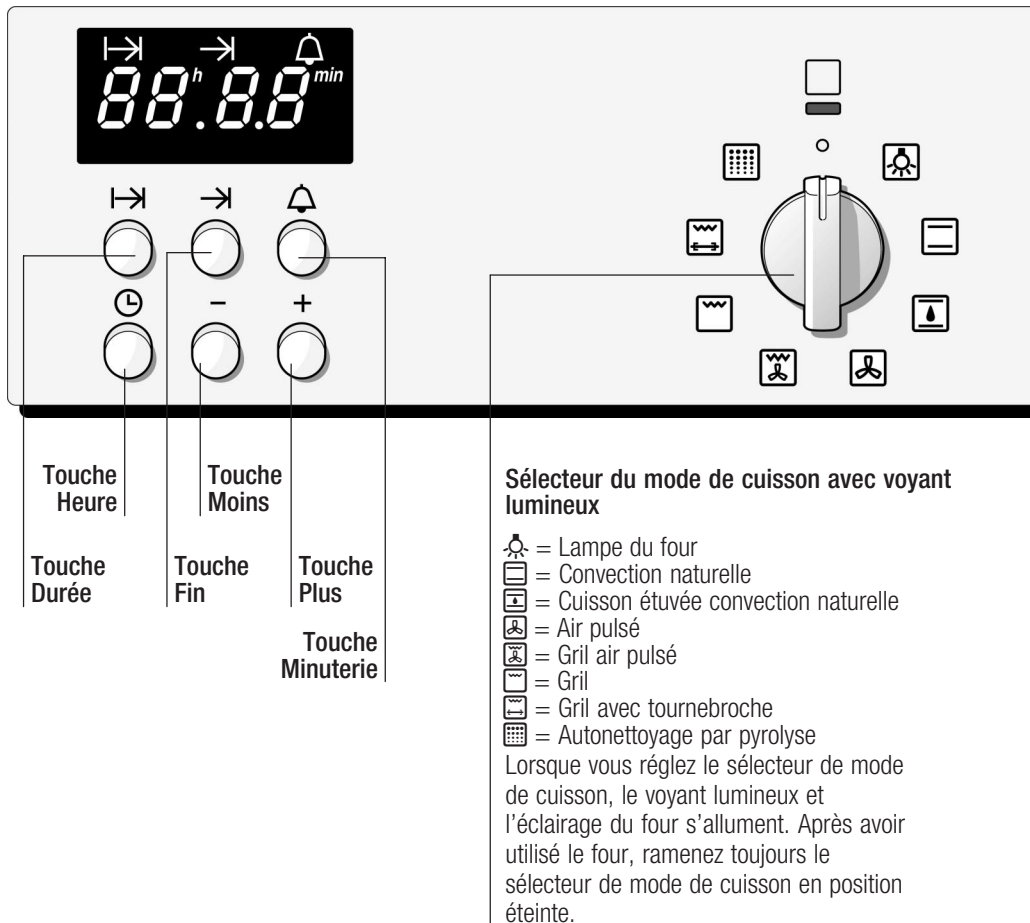 88h.8.8min
−
+
Touche
Heure
Touche
Moins
Touche
Durée
Touche
Fin
Touche
Plus
Touche
Minuterie
Sélecteur du mode de cuisson avec voyant
lumineux
= Lampe du four
= Convection naturelle
= Cuisson étuvée convection naturelle
= Air pulsé
= Gril air pulsé
= Gril
= Gril avec tournebroche
= Autonettoyage par pyrolyse
Lorsque vous réglez le sélecteur de mode
de cuisson, le voyant lumineux et
l’éclairage du four s’allument. Après avoir
utilisé le four, ramenez toujours le
sélecteur de mode de cuisson en position
éteinte.